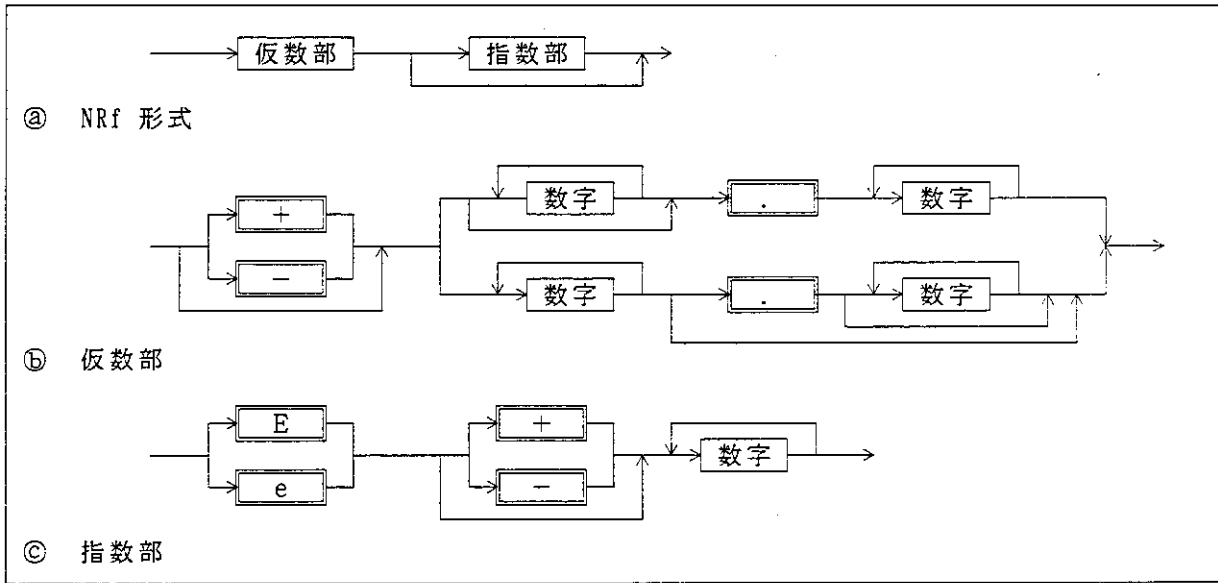 仮数部 指数部
ⓐ NRf 形式
数字 . 数字
+
-
数字 . 数字
ⓑ 仮数部
E +
数字
e -
ⓒ 指数部